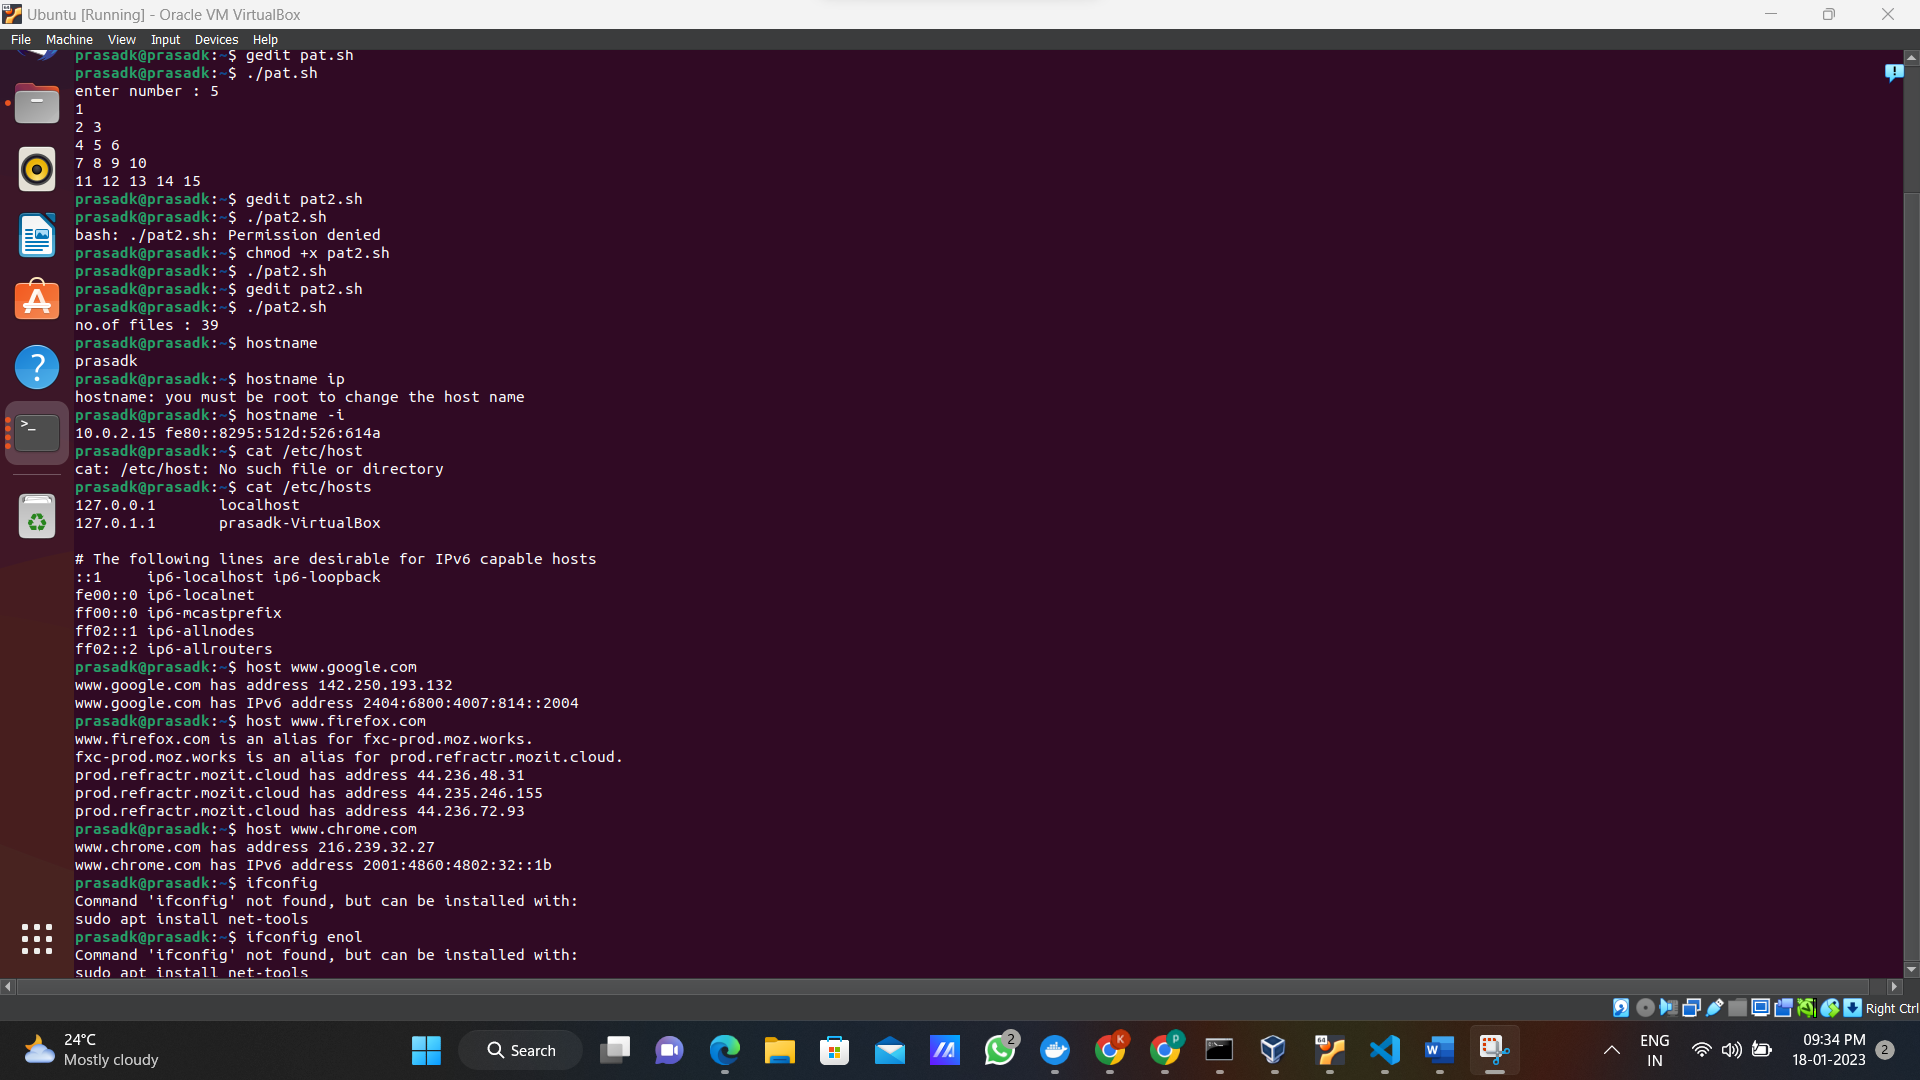 Ubuntu [Running] - Oracle VM VirtualBox
File Machine View Input Devices Help
prasadk@prasadk:~$ gedit pat.sh
prasadk@prasadk:~$ ./pat.sh
enter number : 5
1
2 3
4 5 6
7 8 9 10
11 12 13 14 15
prasadk@prasadk:~$ gedit pat2.sh
prasadk@prasadk:~$ ./pat2.sh
bash: ./pat2.sh: Permission denied
prasadk@prasadk:~$ chmod +x pat2.sh
prasadk@prasadk:~$ ./pat2.sh
prasadk@prasadk:~$ gedit pat2.sh
prasadk@prasadk:~$ ./pat2.sh
no.of files : 39
prasadk@prasadk:~$ hostname
prasadk
prasadk@prasadk:~$ hostname ip
hostname: you must be root to change the host name
prasadk@prasadk:~$ hostname -i
10.0.2.15 fe80::8295:512d:526:614a
prasadk@prasadk:~$ cat /etc/host
cat: /etc/host: No such file or directory
prasadk@prasadk:~$ cat /etc/hosts
127.0.0.1       localhost
127.0.1.1       prasadk-VirtualBox
# The following lines are desirable for IPv6 capable hosts
::1     ip6-localhost ip6-loopback
fe00::0 ip6-localnet
ff00::0 ip6-mcastprefix
ff02::1 ip6-allnodes
ff02::2 ip6-allrouters
prasadk@prasadk:~$ host www.google.com
www.google.com has address 142.250.193.132
www.google.com has IPv6 address 2404:6800:4007:814::2004
prasadk@prasadk:~$ host www.firefox.com
www.firefox.com is an alias for fxc-prod.moz.works.
fxc-prod.moz.works is an alias for prod.refractr.mozit.cloud.
prod.refractr.mozit.cloud has address 44.236.48.31
prod.refractr.mozit.cloud has address 44.235.246.155
prod.refractr.mozit.cloud has address 44.236.72.93
prasadk@prasadk:~$ host www.chrome.com
www.chrome.com has address 216.239.32.27
www.chrome.com has IPv6 address 2001:4860:4802:32::1b
prasadk@prasadk:~$ ifconfig
Command 'ifconfig' not found, but can be installed with:
sudo apt install net-tools
prasadk@prasadk:~$ ifconfig enol
Command 'ifconfig' not found, but can be installed with:
sudo apt install net-tools
Right Ctrl
24°C
Mostly cloudy
Search
2
K
P
64
ENG
IN
09:34 PM
18-01-2023
2